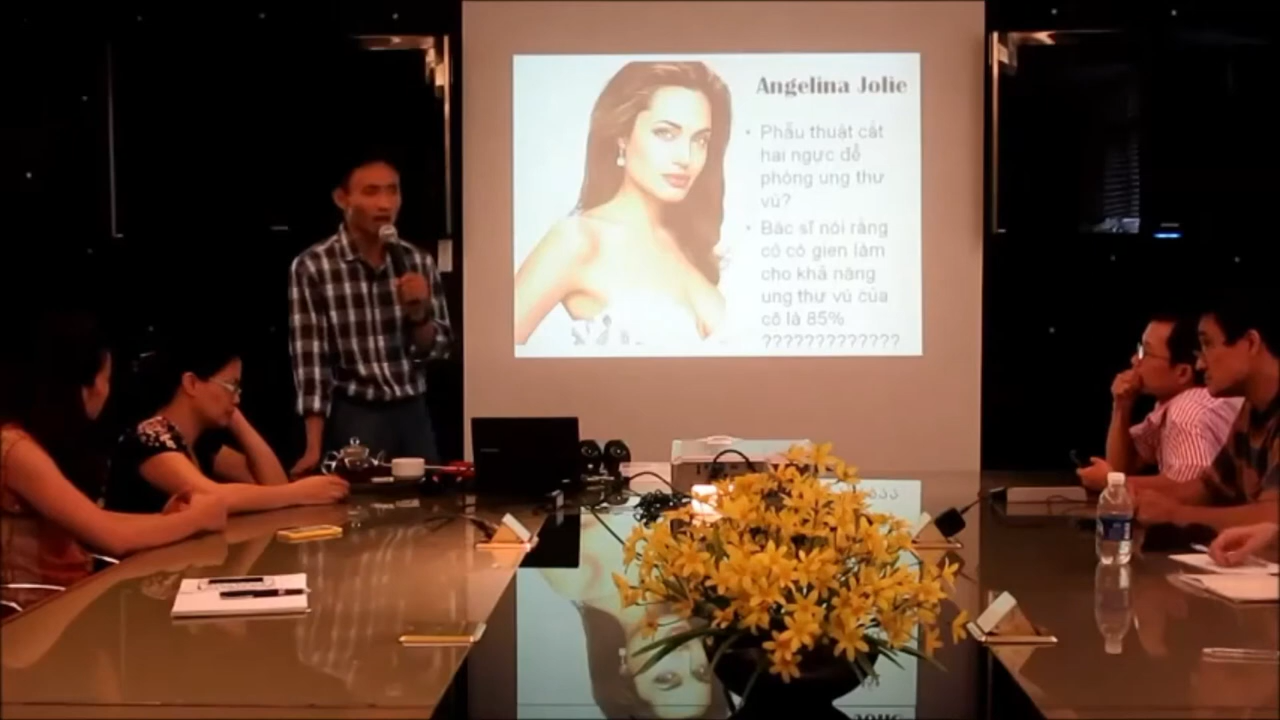 Angelina Jolie
• Phẫu thuật cắt
hai ngực để
phòng ung thư
vú?
• Bác sĩ nói rằng
cô có gien làm
cho khả năng
ung thư vú của
cô là 85%
?????????????